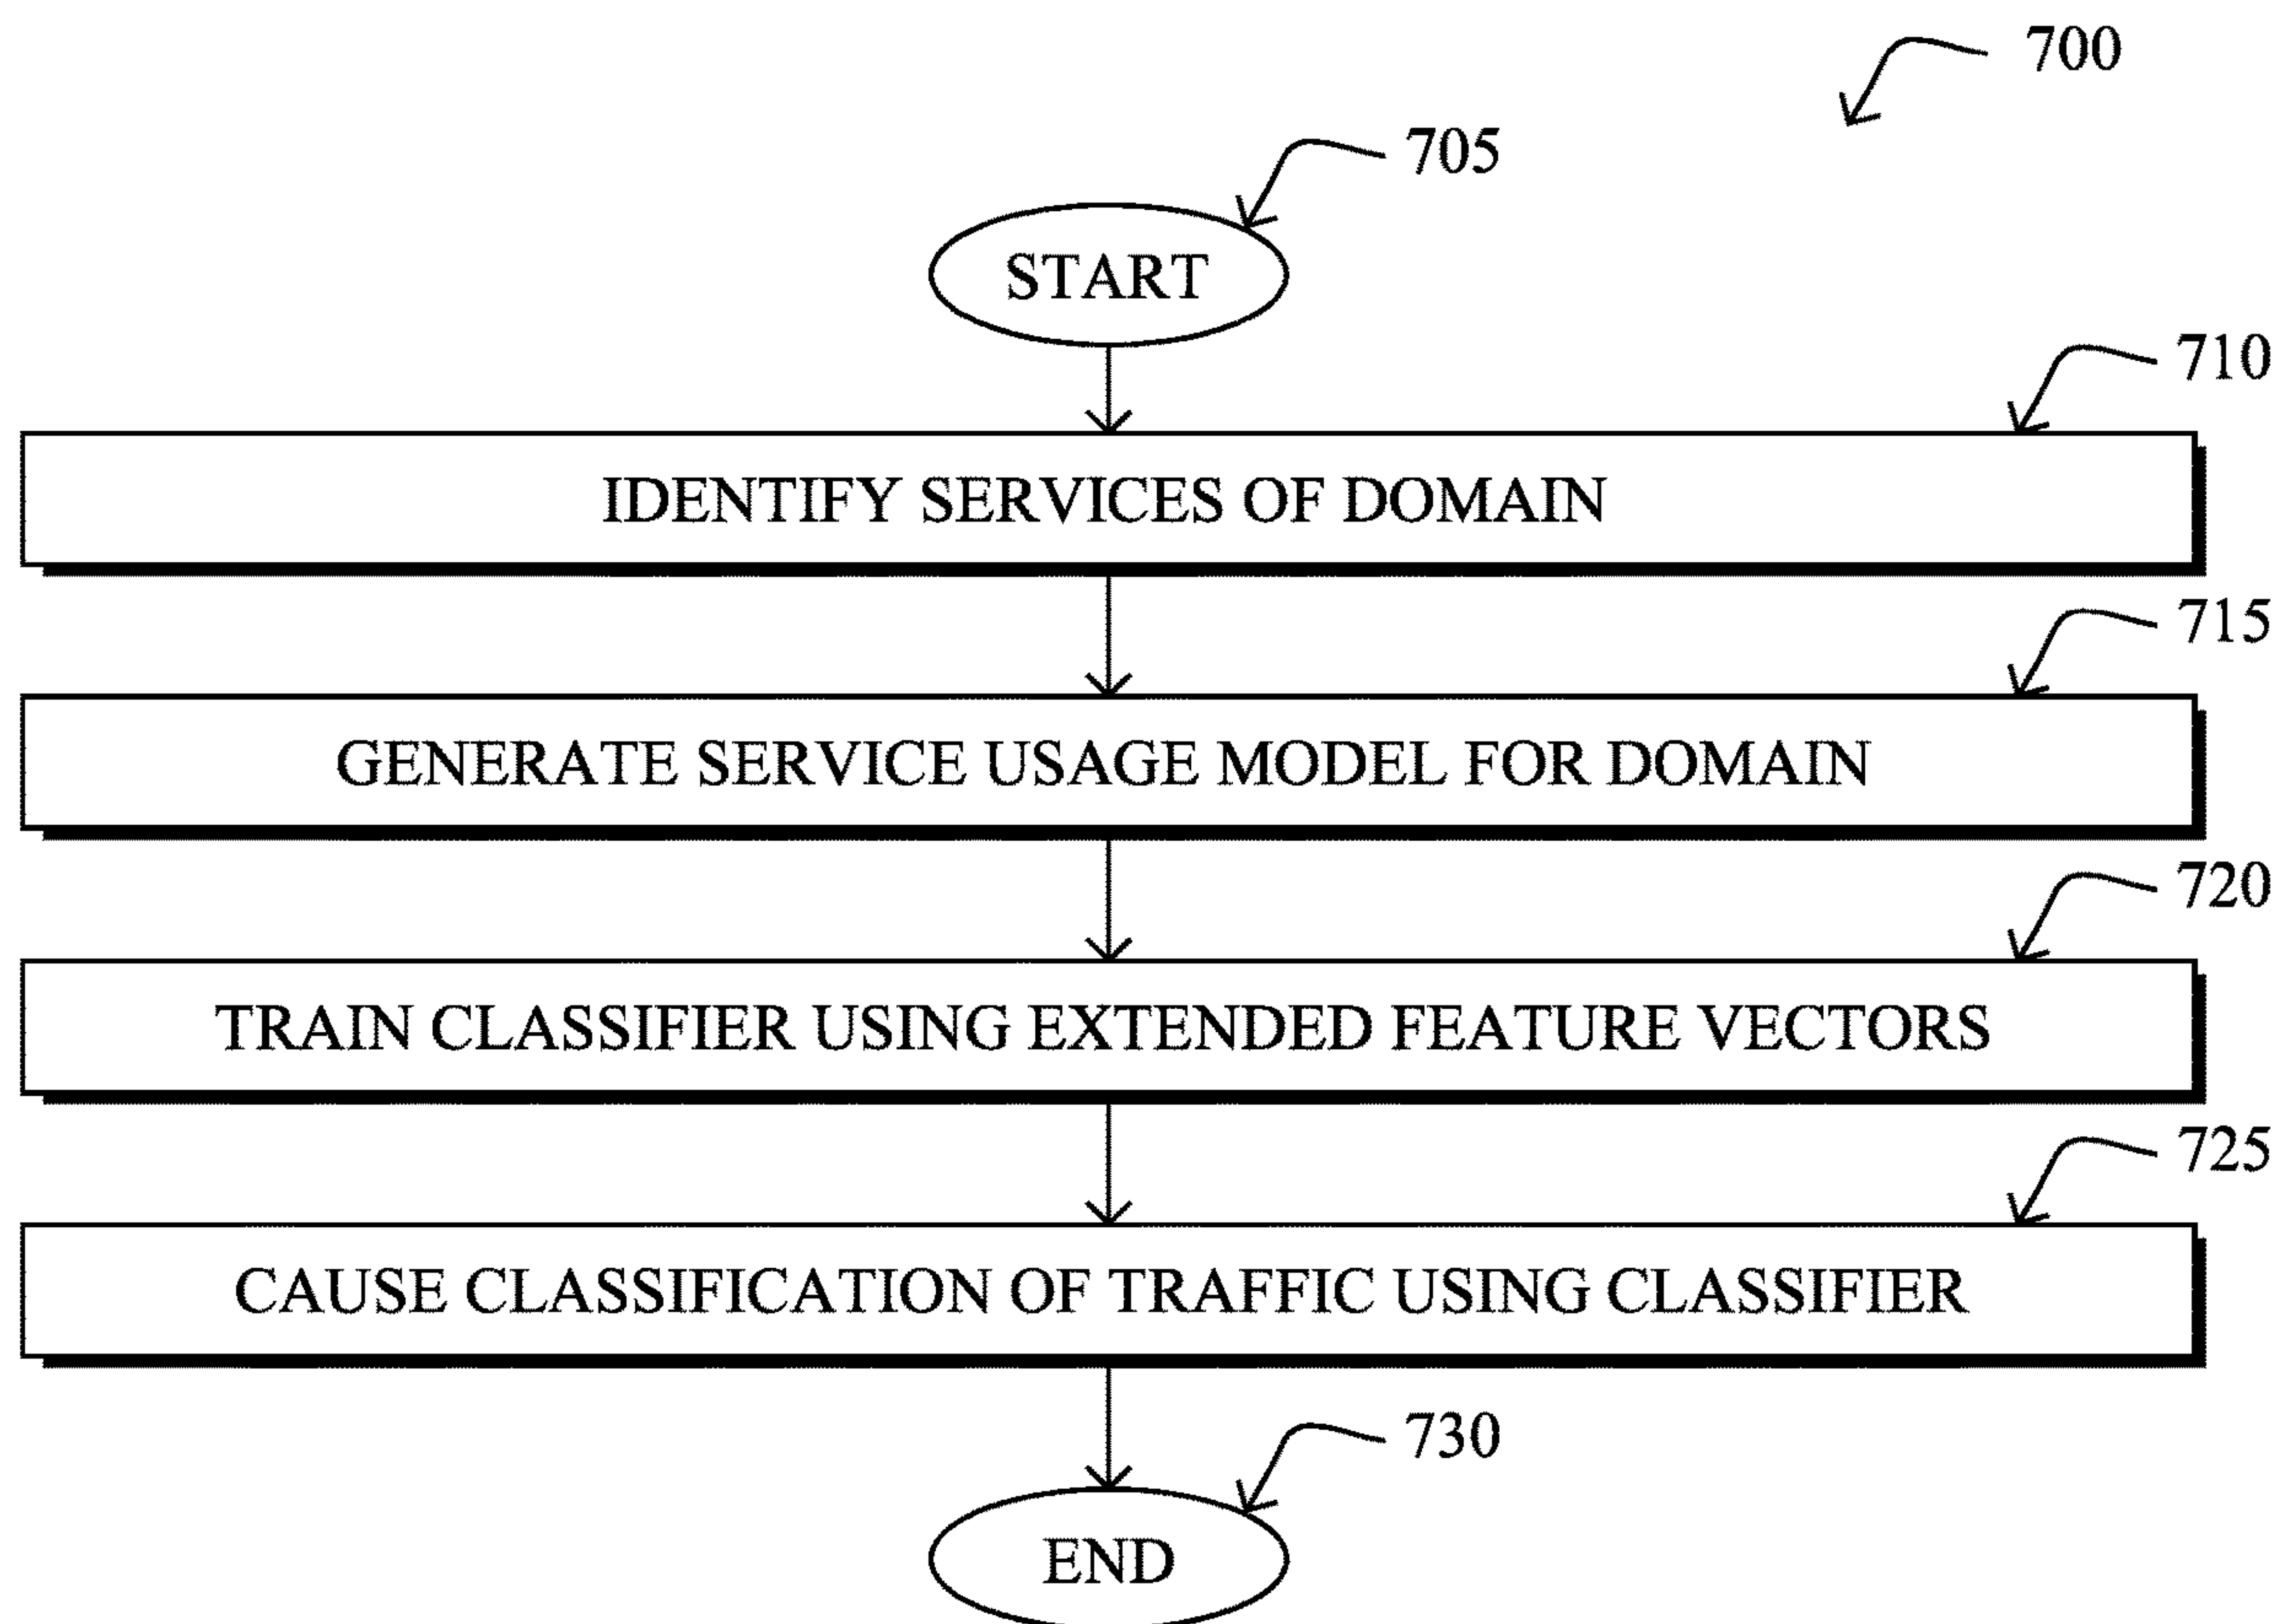 700
705
START
710
IDENTIFY SERVICES OF DOMAIN
715
GENERATE SERVICE USAGE MODEL FOR DOMAIN
720
TRAIN CLASSIFIER USING EXTENDED FEATURE VECTORS
725
CAUSE CLASSIFICATION OF TRAFFIC USING CLASSIFIER
730
END